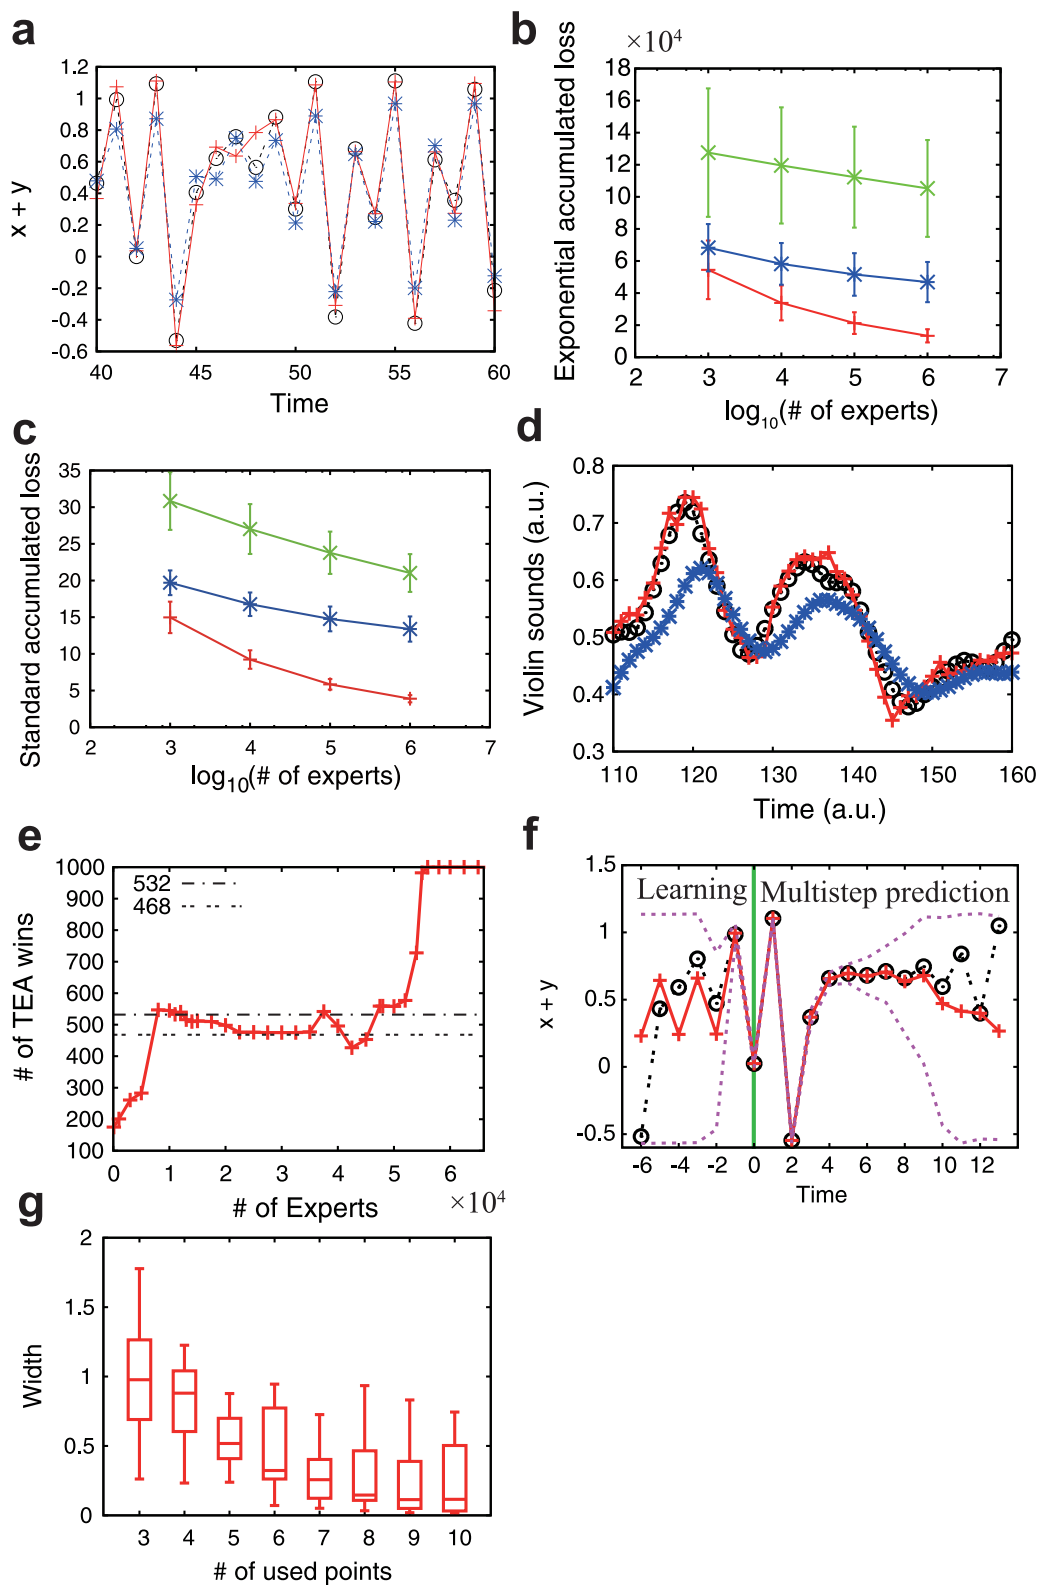 a
x + y
1.2
1
0.8
0.6
0.4
0.2
0
-0.2
-0.4
-0.6
40 45 50 55 60
Time
b
×10⁴
Exponential accumulated loss
18
16
14
12
10
8
6
4
2
0
2 3 4 5 6 7
log₁₀(# of experts)
c
Standard accumulated loss
35
30
25
20
15
10
5
0
2 3 4 5 6 7
log₁₀(# of experts)
d
Violin sounds (a.u.)
0.8
0.7
0.6
0.5
0.4
0.3
110 120 130 140 150 160
Time (a.u.)
e
# of TEA wins
1000
900
800
700
600
500
400
300
200
100
532
468
0 1 2 3 4 5 6
# of Experts
×10⁴
f
x + y
1.5
1
0.5
0
-0.5
Learning Multistep prediction
-6 -4 -2 0 2 4 6 8 10 12
Time
g
Width
2
1.5
1
0.5
0
3 4 5 6 7 8 9 10
# of used points